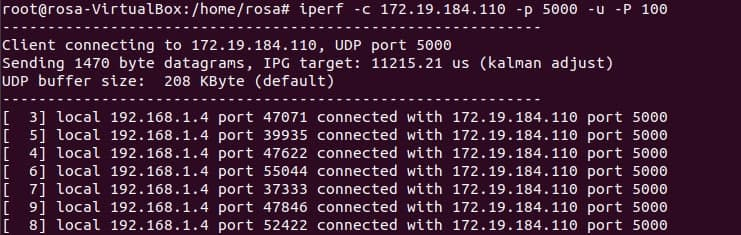 root@rosa-VirtualBox:/home/rosa# iperf -c 172.19.184.110 -p 5000 -u -P 100
------------------------------------------------------------
Client connecting to 172.19.184.110, UDP port 5000
Sending 1470 byte datagrams, IPG target: 11215.21 us (kalman adjust)
UDP buffer size:  208 KByte (default)
------------------------------------------------------------
[  3] local 192.168.1.4 port 47071 connected with 172.19.184.110 port 5000
[  5] local 192.168.1.4 port 39935 connected with 172.19.184.110 port 5000
[  4] local 192.168.1.4 port 47622 connected with 172.19.184.110 port 5000
[  6] local 192.168.1.4 port 55044 connected with 172.19.184.110 port 5000
[  7] local 192.168.1.4 port 37333 connected with 172.19.184.110 port 5000
[  9] local 192.168.1.4 port 47846 connected with 172.19.184.110 port 5000
[  8] local 192.168.1.4 port 52422 connected with 172.19.184.110 port 5000